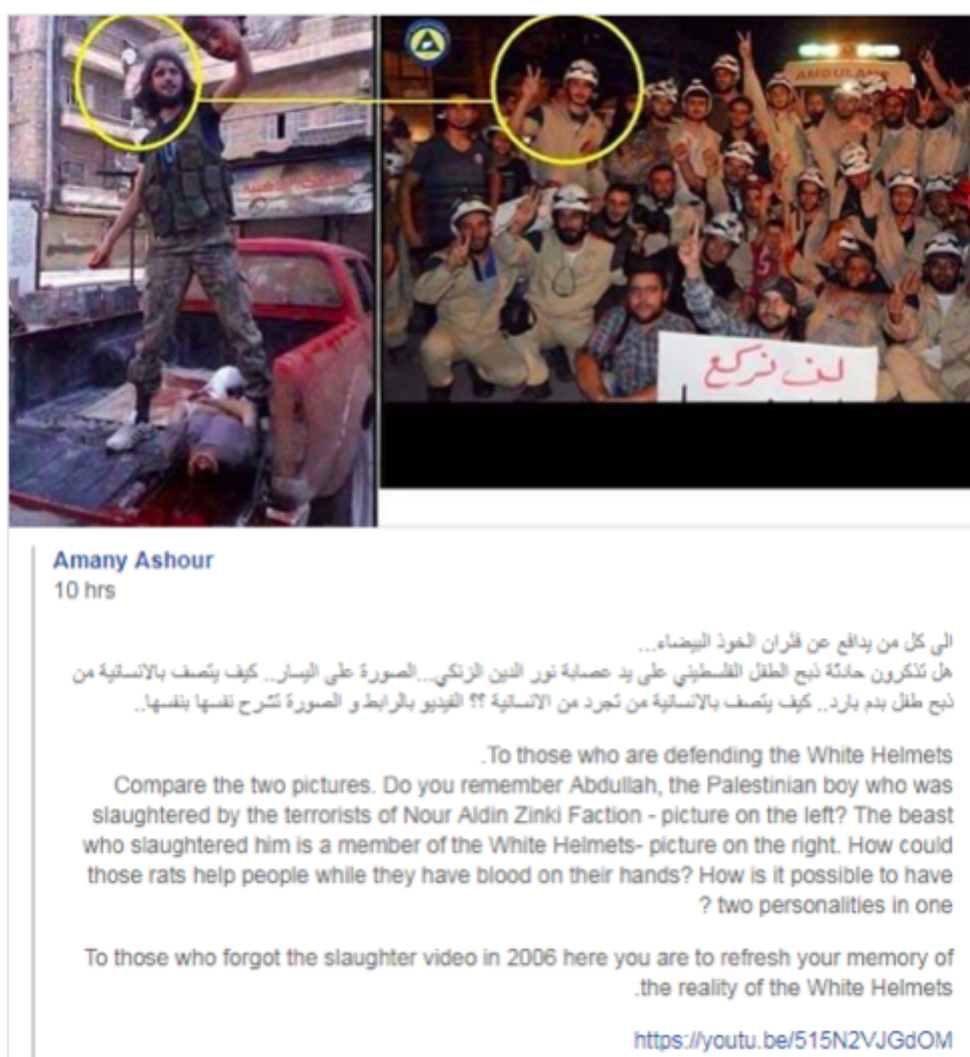 AMBULAN
لن نركع
Amany Ashour
10 hrs
الى كل من يدافع عن فئران الخوذ البيضاء...
هل تذكرون حادثة ذبح الطفل الفلسطيني على يد عصابة نور الدين الزنكي...الصورة على اليسار.. كيف يتصف بالانسانية من
ذبح طفل بدم بارد.. كيف يتصف بالانسانية من تجرد من الانسانية ؟؟ الفيديو بالرابط و الصورة تشرح نفسها بنفسها..
.To those who are defending the White Helmets
Compare the two pictures. Do you remember Abdullah, the Palestinian boy who was
slaughtered by the terrorists of Nour Aldin Zinki Faction - picture on the left? The beast
who slaughtered him is a member of the White Helmets- picture on the right. How could
those rats help people while they have blood on their hands? How is it possible to have
? two personalities in one
To those who forgot the slaughter video in 2006 here you are to refresh your memory of
.the reality of the White Helmets
https://youtu.be/515N2VJGdOM